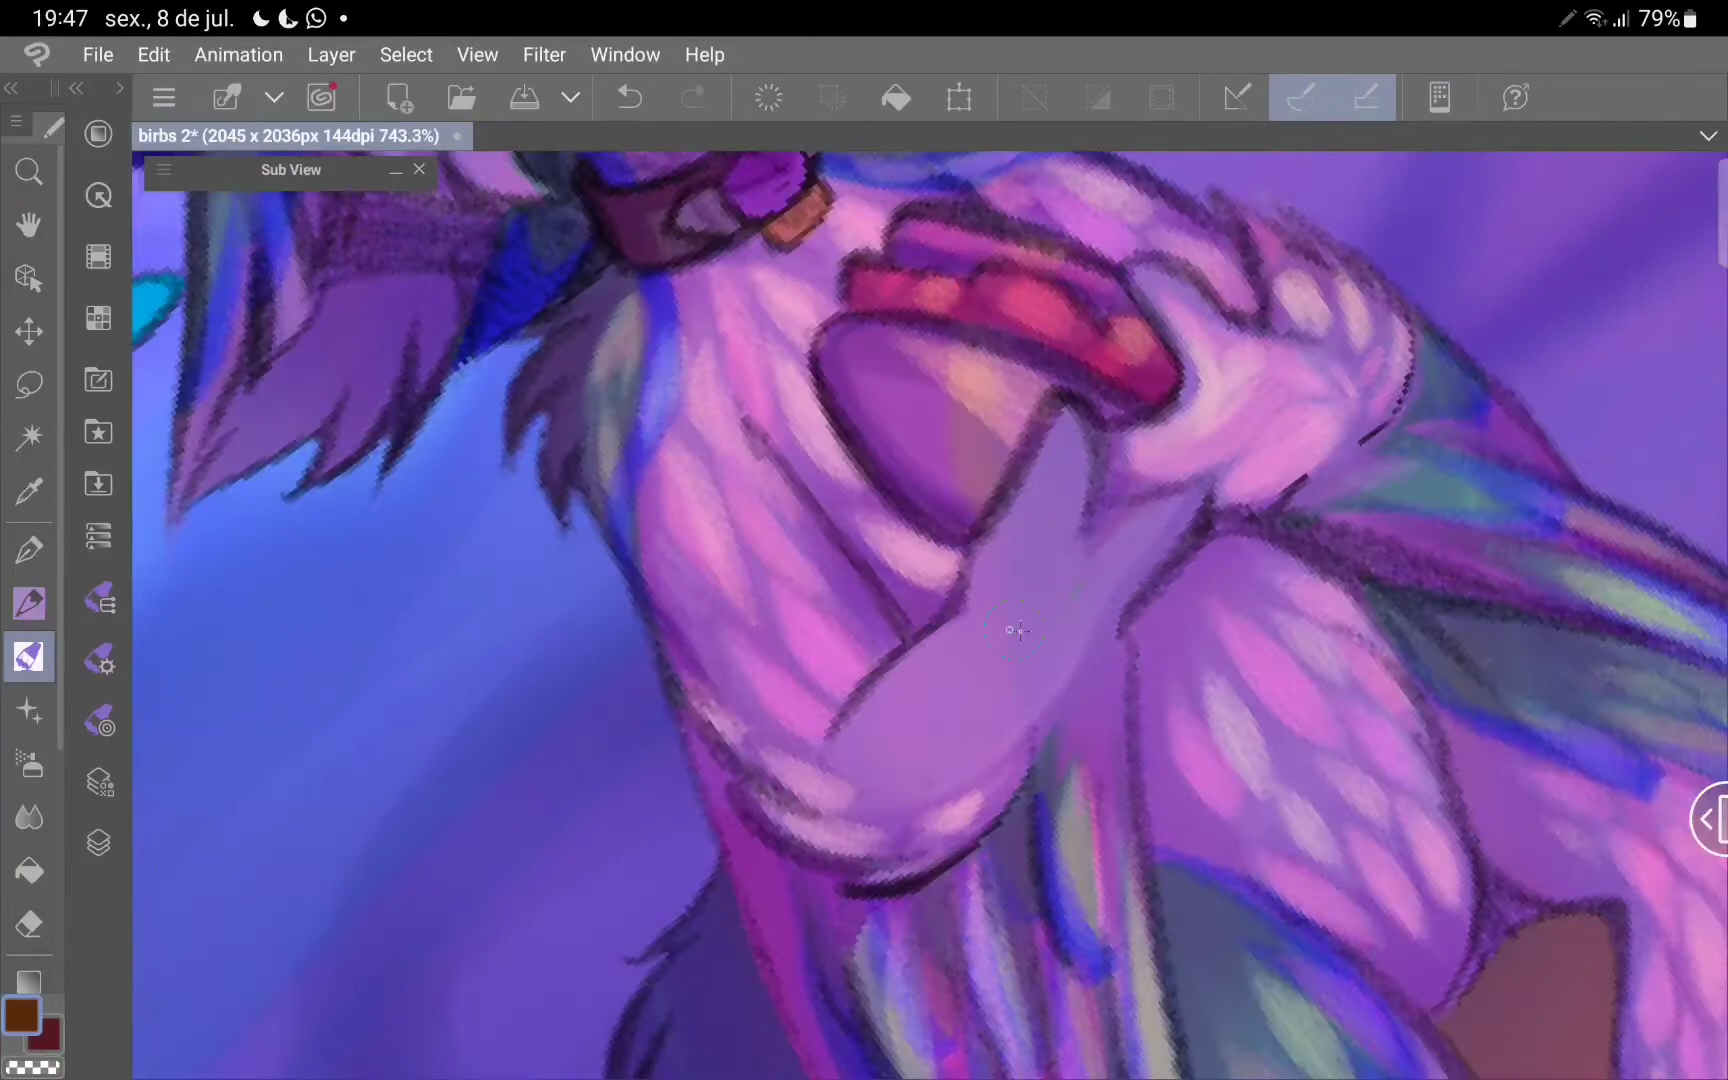 19:47 sex., 8 de jul. 79%
File Edit Animation Layer Select View Filter Window Help
birbs 2* (2045 x 2036px 144dpi 743.3%)
Sub View